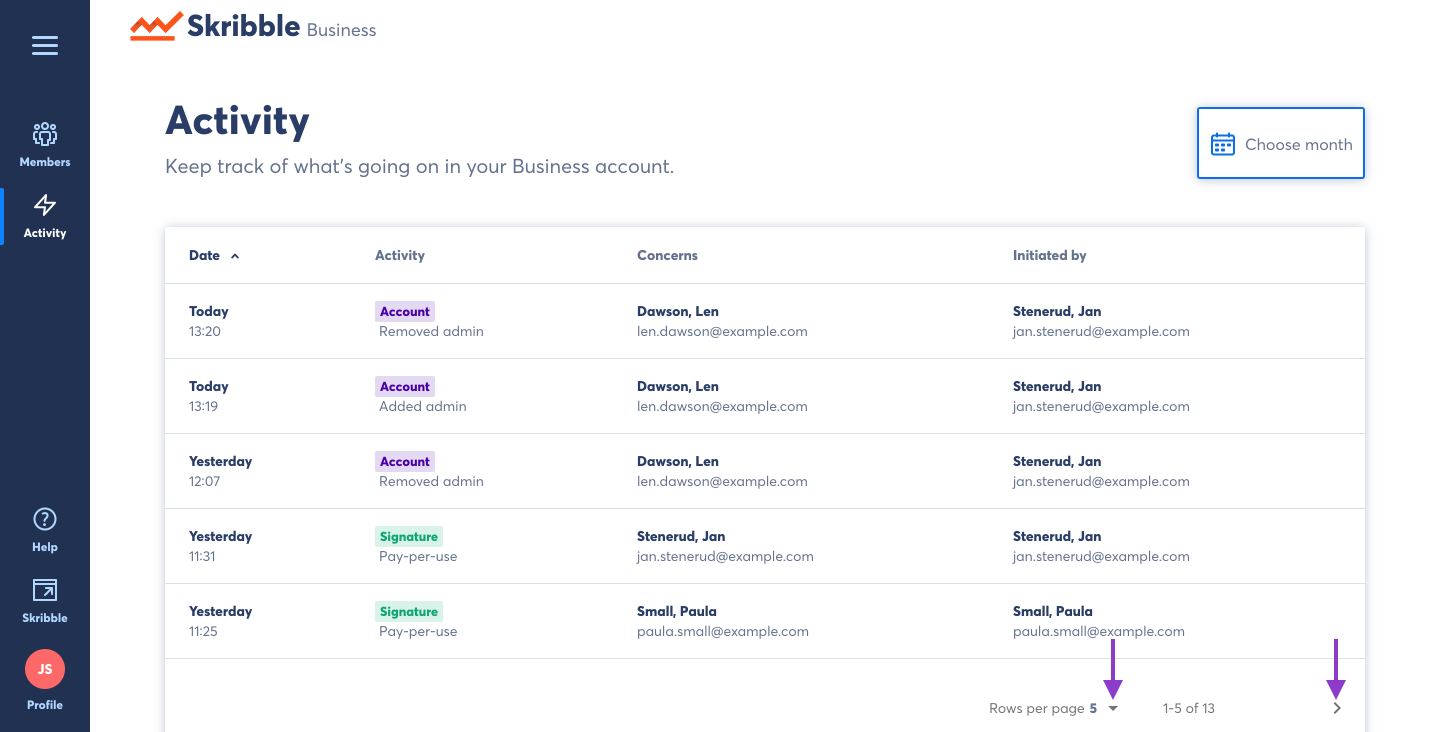 Skribble Business
Members
Activity
Help
Skribble
JS
Profile
Activity
Keep track of what's going on in your Business account.
Choose month
Date Activity Concerns Initiated by
Today Account Dawson, Len Stenerud, Jan
13:20 Removed admin len.dawson@example.com jan.stenerud@example.com
Today Account Dawson, Len Stenerud, Jan
13:19 Added admin len.dawson@example.com jan.stenerud@example.com
Yesterday Account Dawson, Len Stenerud, Jan
12:07 Removed admin len.dawson@example.com jan.stenerud@example.com
Yesterday Signature Stenerud, Jan Stenerud, Jan
11:31 Pay-per-use jan.stenerud@example.com jan.stenerud@example.com
Yesterday Signature Small, Paula Small, Paula
11:25 Pay-per-use paula.small@example.com paula.small@example.com
Rows per page 5 1-5 of 13